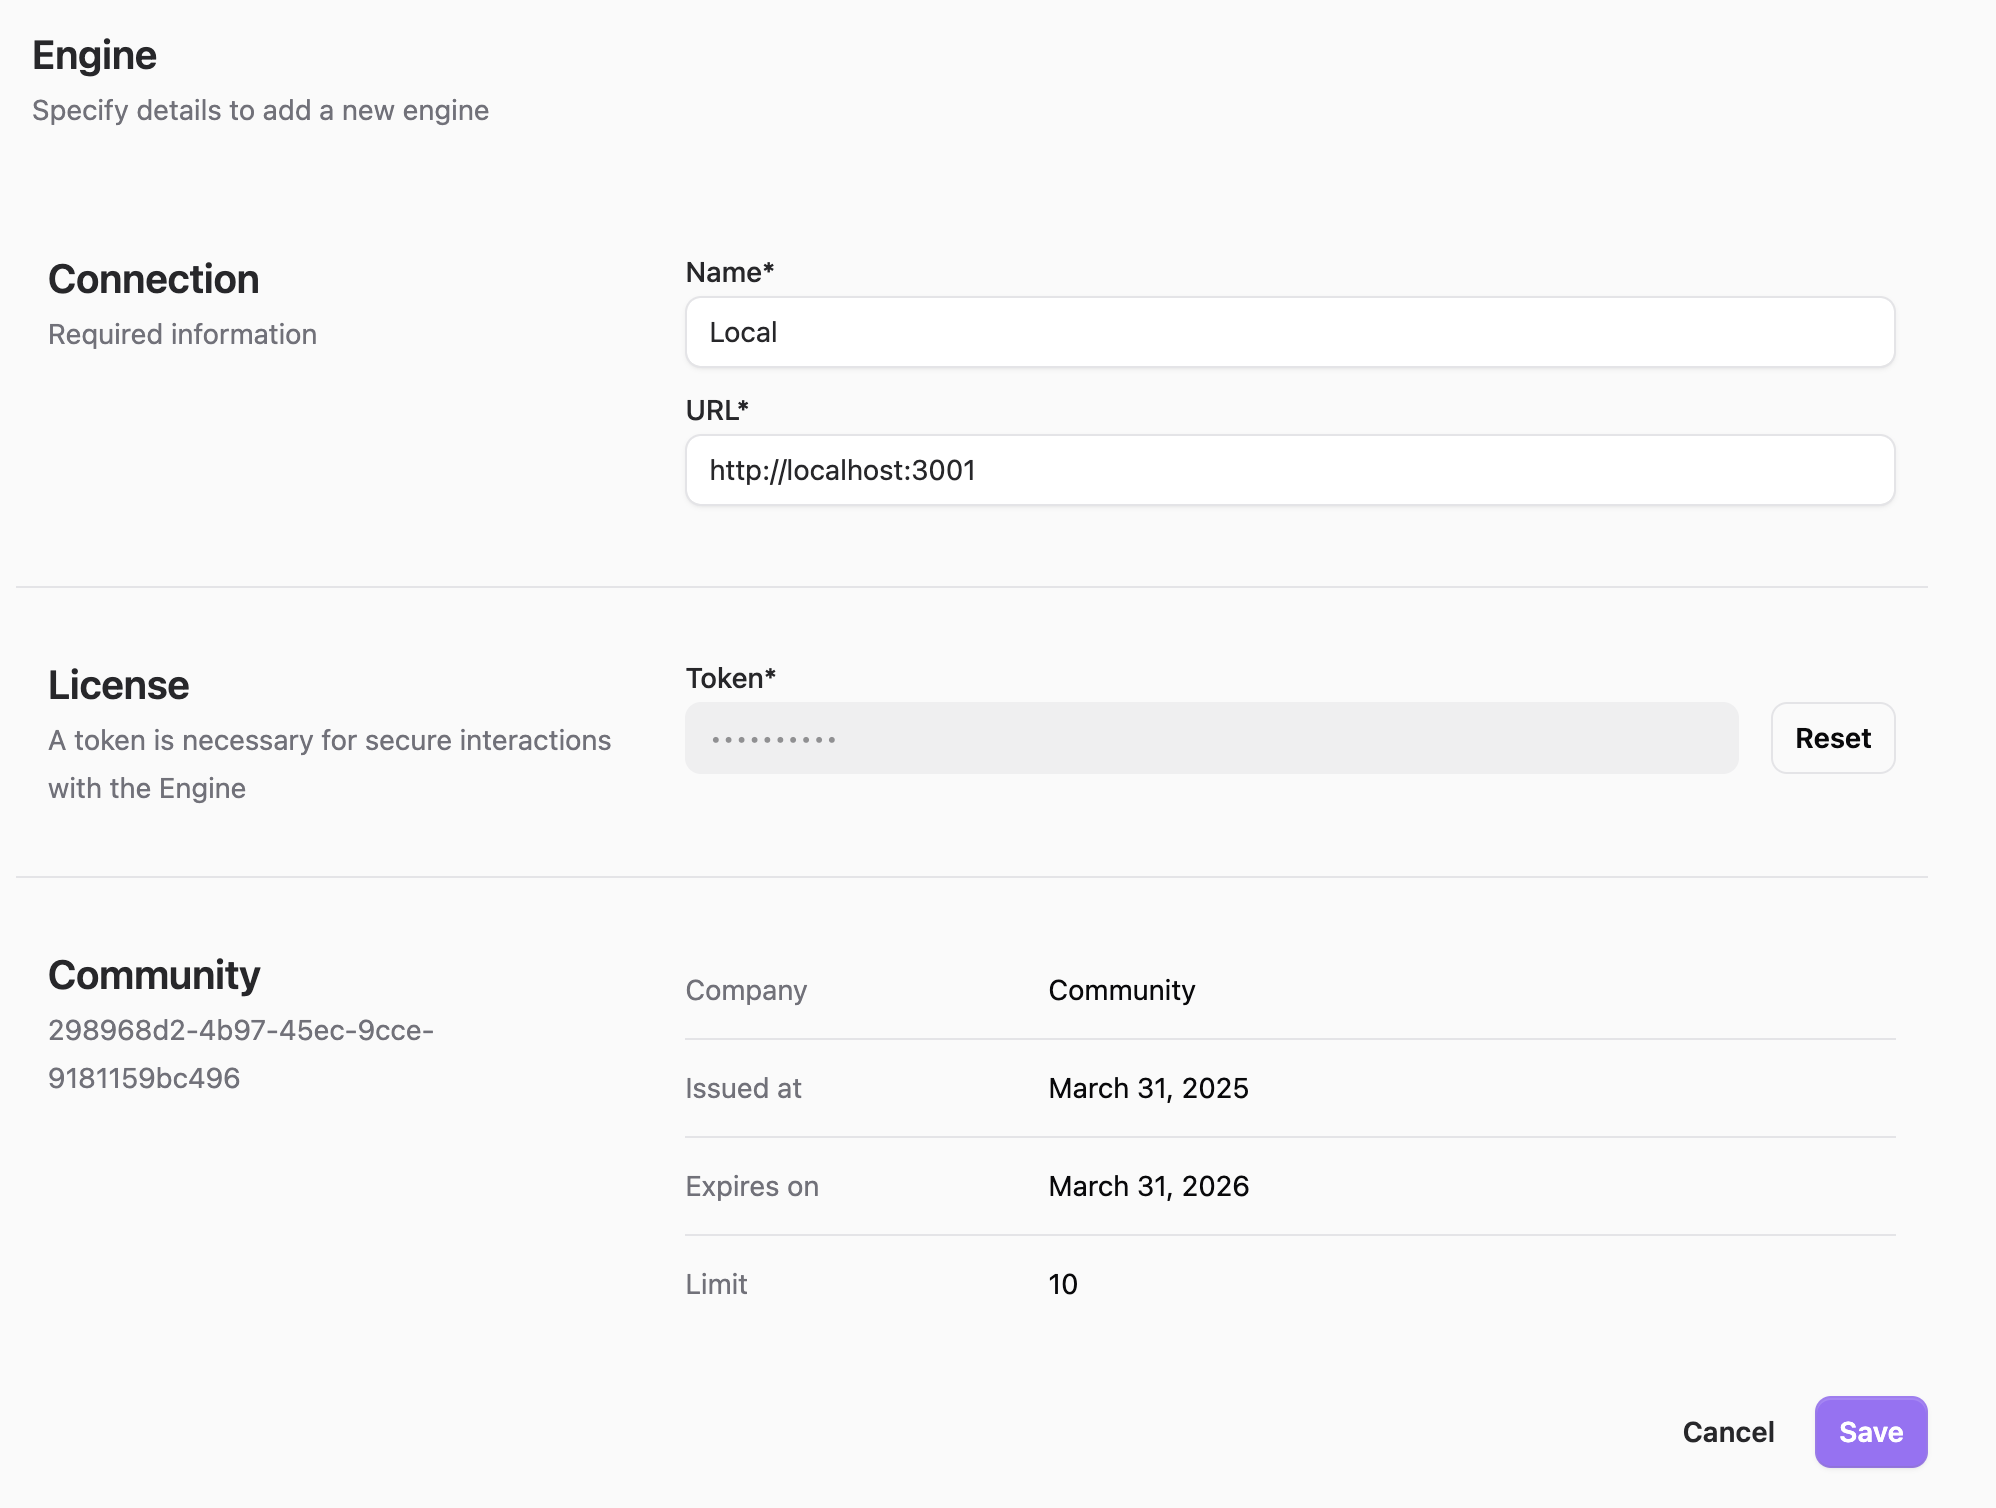 Engine
Specify details to add a new engine
Connection
Required information
Name*
Local
URL*
http://localhost:3001
License
A token is necessary for secure interactions
with the Engine
Token*
••••••••••
Reset
Community
298968d2-4b97-45ec-9cce-
9181159bc496
Company
Community
Issued at
March 31, 2025
Expires on
March 31, 2026
Limit
10
Cancel
Save